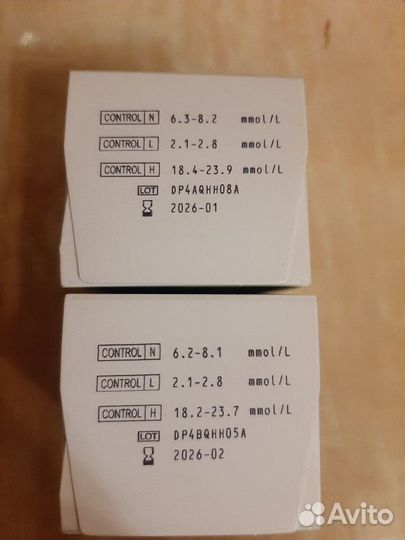 CONTROL N 6.3-8.2 mmol/L
CONTROL L 2.1-2.8 mmol/L
CONTROL H 18.4-23.9 mmol/L
LOT DP4AQHH08A
2026-01
CONTROL N 6.2-8.1 mmol/L
CONTROL L 2.1-2.8 mmol/L
CONTROL H 18.2-23.7 mmol/L
LOT DP4BQHH05A
2026-02
Avito